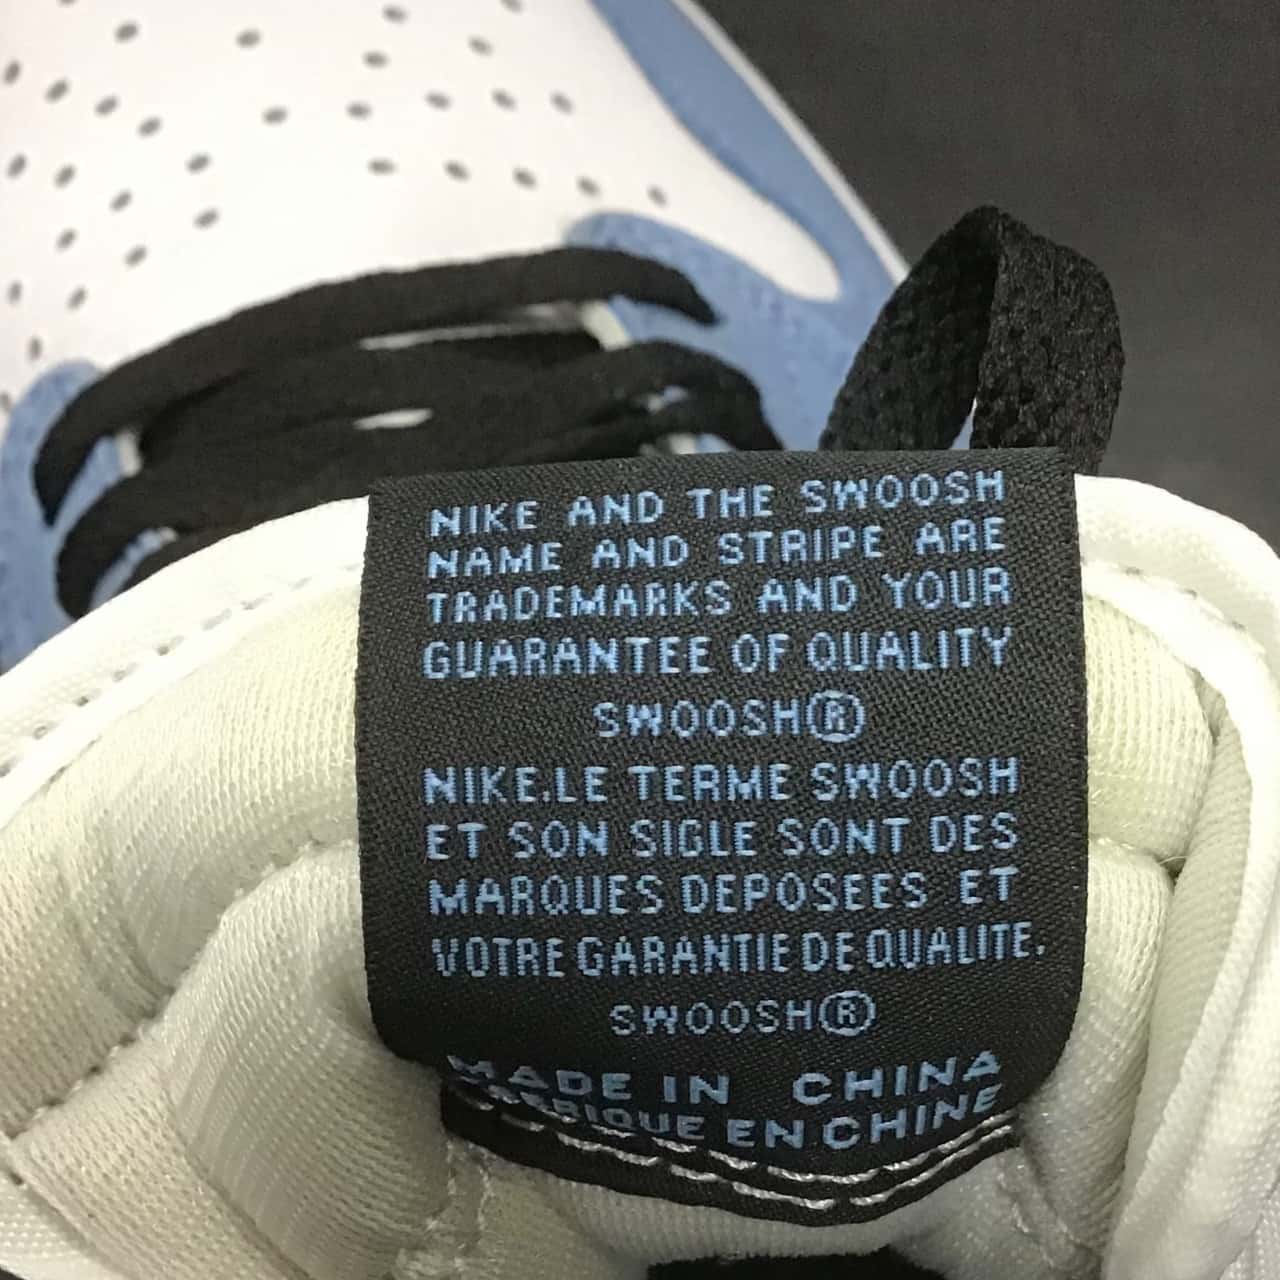 NIKE AND THE SWOOSH
NAME AND STRIPE ARE
TRADEMARKS AND YOUR
GUARANTEE OF QUALITY
SWOOSH®
NIKE.LE TERME SWOOSH
ET SON SIGLE SONT DES
MARQUES DEPOSEES ET
VOTRE GARANTIE DE QUALITE.
SWOOSH®
MADE IN CHINA
EN CHINE